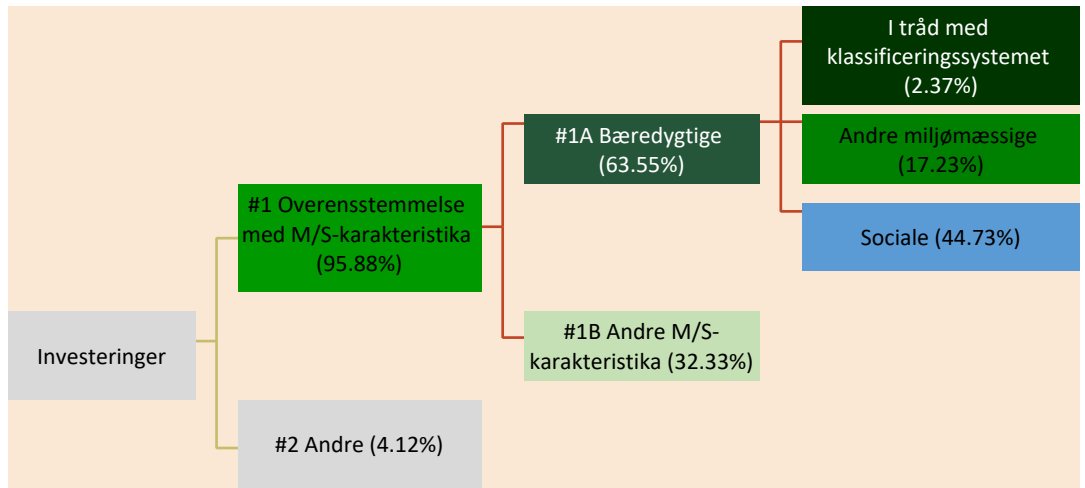 Investeringer
#1 Overensstemmelse
med M/S-karakteristika
(95.88%)
#2 Andre (4.12%)
#1A Bæredygtige
(63.55%)
#1B Andre M/S-
karakteristika (32.33%)
I tråd med
klassificeringssystemet
(2.37%)
Andre miljømæssige
(17.23%)
Sociale (44.73%)